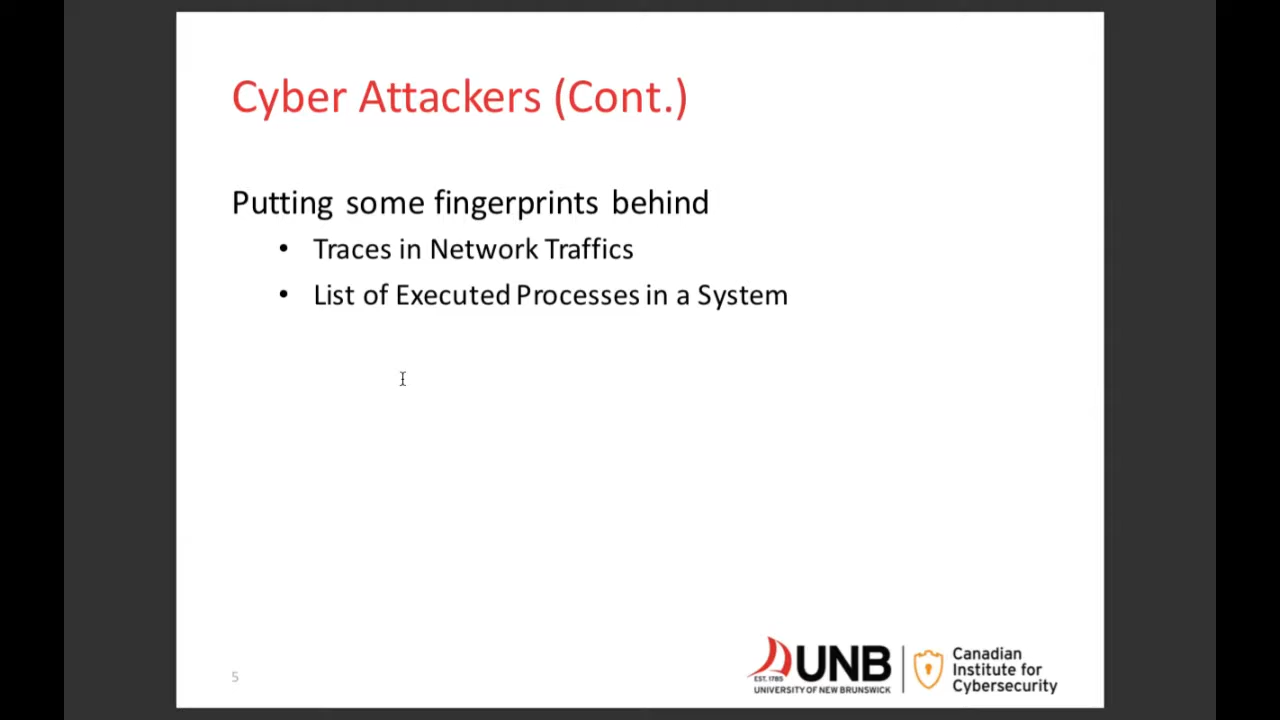 Cyber Attackers (Cont.)
Putting some fingerprints behind
• Traces in Network Traffics
• List of Executed Processes in a System
5
EST. 1785
UNB
UNIVERSITY OF NEW BRUNSWICK
Canadian
Institute for
Cybersecurity